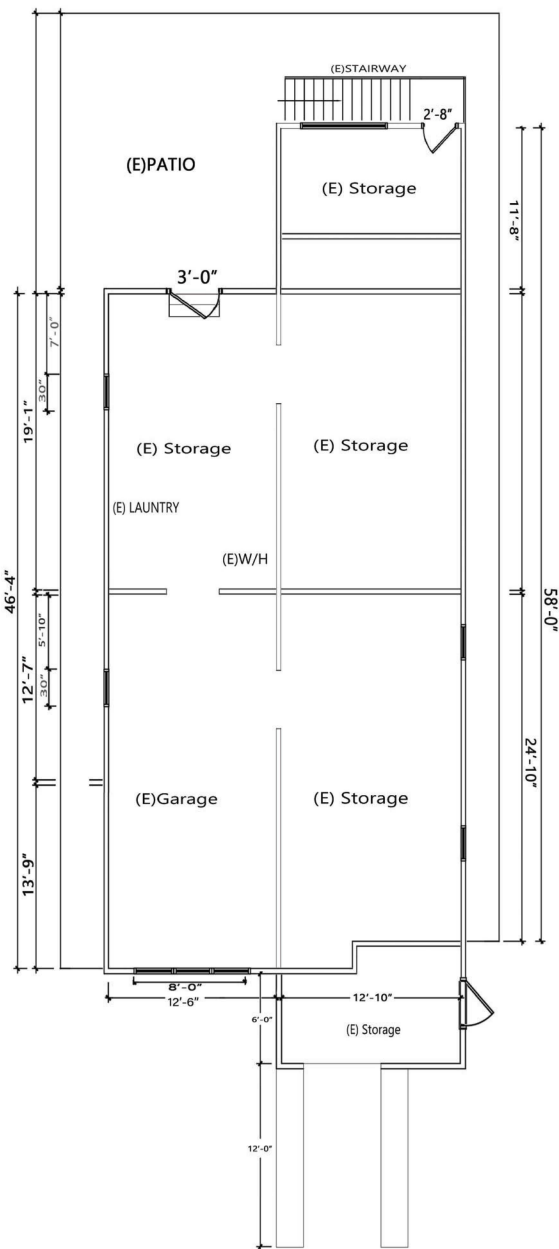 (E)STAIRWAY
2'-8"
(E)PATIO
(E) Storage
11'-8"
3'-0"
7'-0"
30"
19'-1"
(E) Storage
(E) Storage
(E) LAUNTRY
(E)W/H
46'-4"
58'-0"
5'-10"
12'-7"
30"
24'-10"
(E)Garage
(E) Storage
13'-9"
8'-0"
12'-6"
12'-10"
6'-0"
(E) Storage
12'-0"